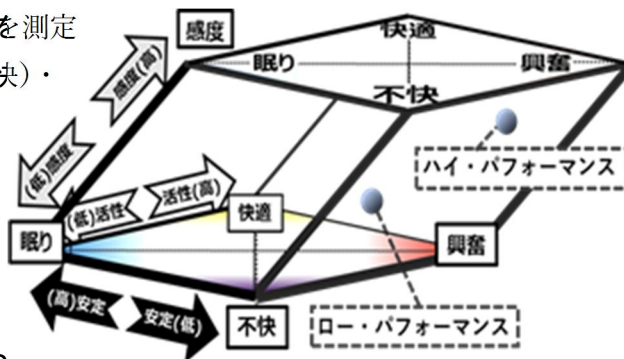 を測定
快)・
感度
快適
眠り
興奮
不快
感度(高)
(低)感度
ハイ・パフォーマンス
(低)活性
活性(高)
快適
眠り
興奮
(高)安定
安定(低)
不快
ロー・パフォーマンス